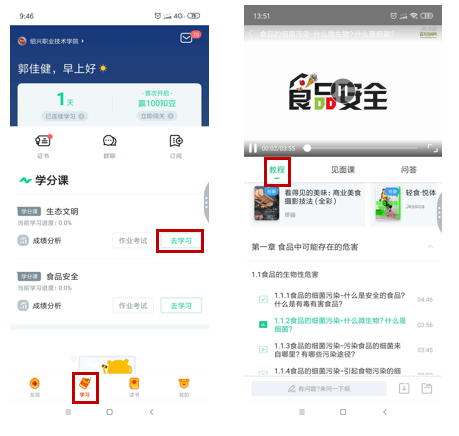 9:46
4G
绍兴职业技术学院
郭佳健，早上好
1天
已连续学习
首次开启
赢100知豆
立即闯关
证书
群聊
订阅
学分课
学分课 生态文明
当前学习进度: 0.0%
成绩分析
作业考试
去学习
学分课 食品安全
当前学习进度: 0.0%
成绩分析
作业考试
去学习
发现
学习
读书
我的
13:51
食品的细菌污染-什么微生物?什么是细菌?
食品安全
00:02/03:55
教程
见面课
问答
看得见的美味：商业美食
摄影技法（全彩）
轻食·悦体
Jessica
第一章 食品中可能存在的危害
1.1食品的生物性危害
1.1.1食品的细菌污染-什么是安全的食品?
什么是有毒有害食品?
04:46
1.1.2食品的细菌污染-什么微生物? 什么是
细菌?
03:56
1.1.3食品的细菌污染-污染食品的细菌来
自哪里? 有哪些污染途径?
03:45
1.1.4食品的细菌污染-引起食物细菌污
04:00
有问题?来问一下呗